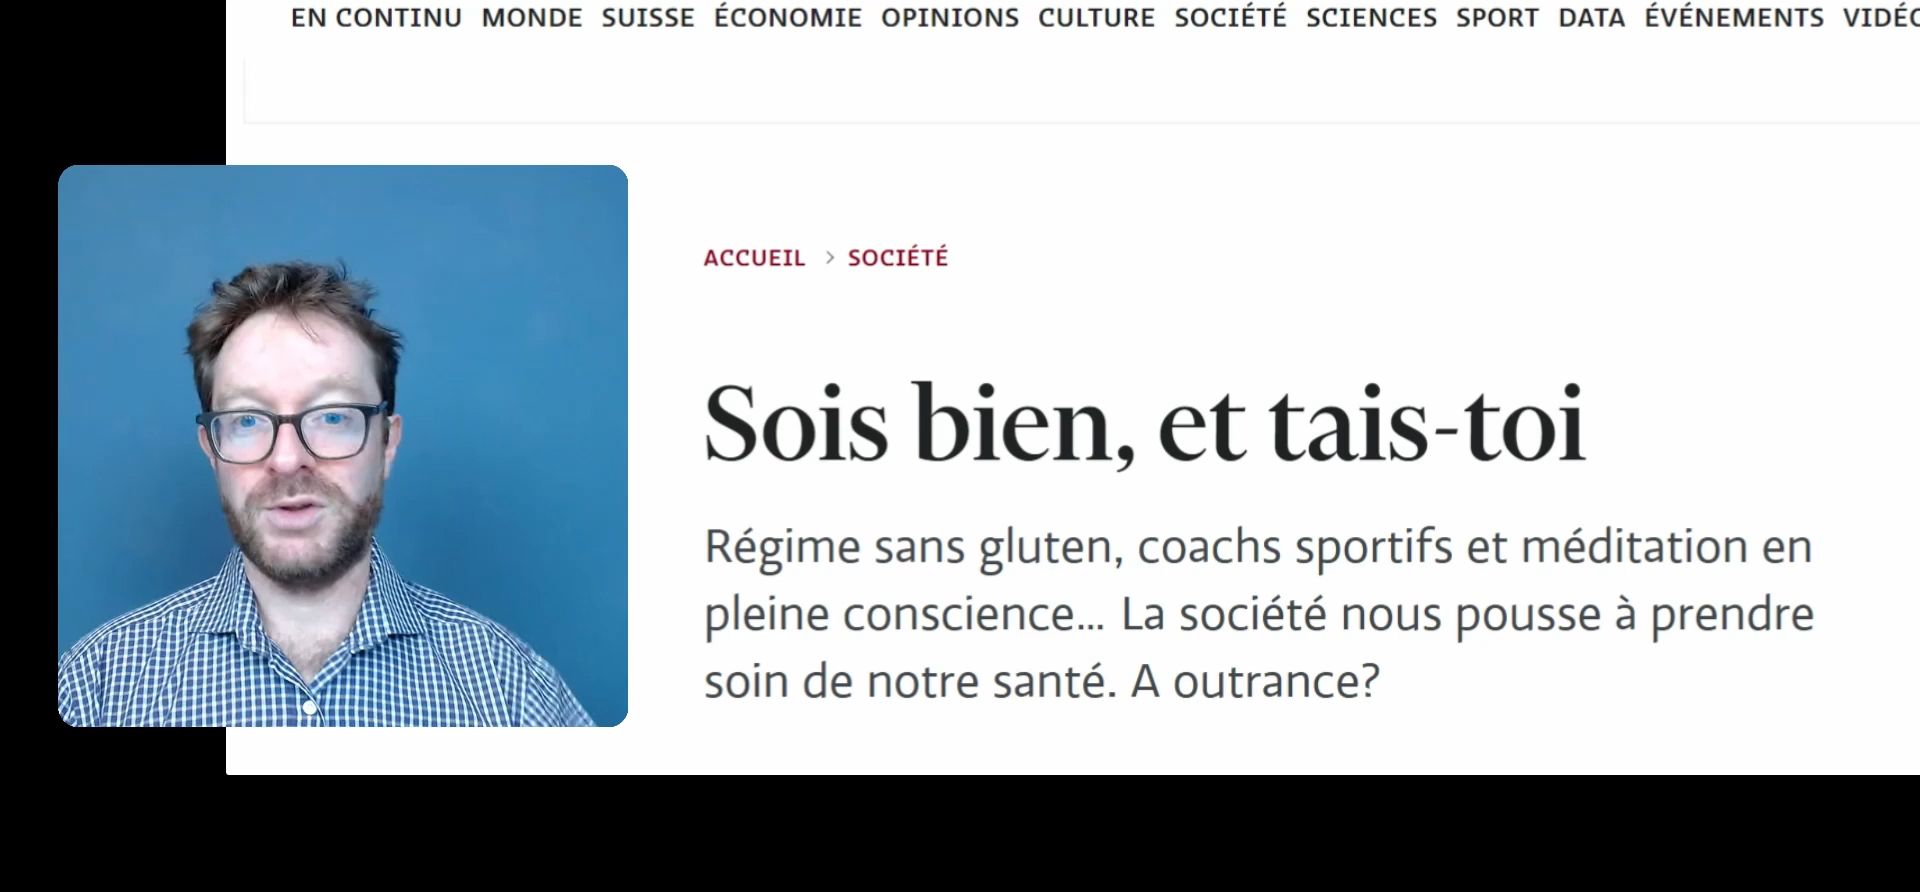 EN CONTINU MONDE SUISSE ÉCONOMIE OPINIONS CULTURE SOCIÉTÉ SCIENCES SPORT DATA ÉVÉNEMENTS
ACCUEIL > SOCIÉTÉ
Sois bien, et tais-toi
Régime sans gluten, coachs sportifs et méditation en
pleine conscience... La société nous pousse à prendre
soin de notre santé. A outrance?